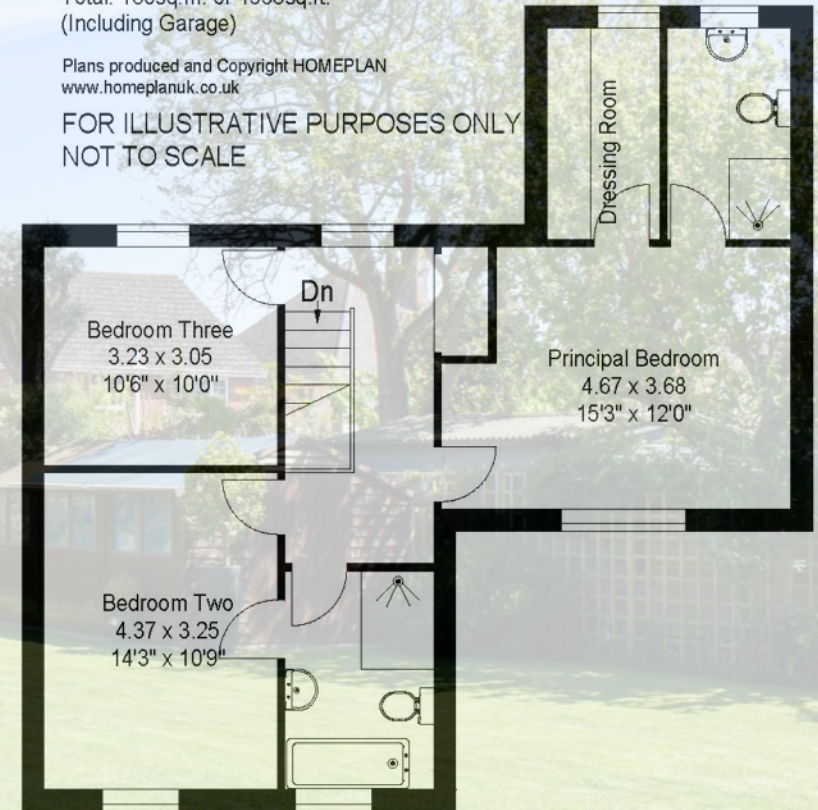 (Including Garage)
Plans produced and Copyright HOMEPLAN
www.homeplanuk.co.uk
FOR ILLUSTRATIVE PURPOSES ONLY
NOT TO SCALE
Dressing Room
Dn
Bedroom Three
3.23 x 3.05
10'6" x 10'0"
Principal Bedroom
4.67 x 3.68
15'3" x 12'0"
Bedroom Two
4.37 x 3.25
14'3" x 10'9"